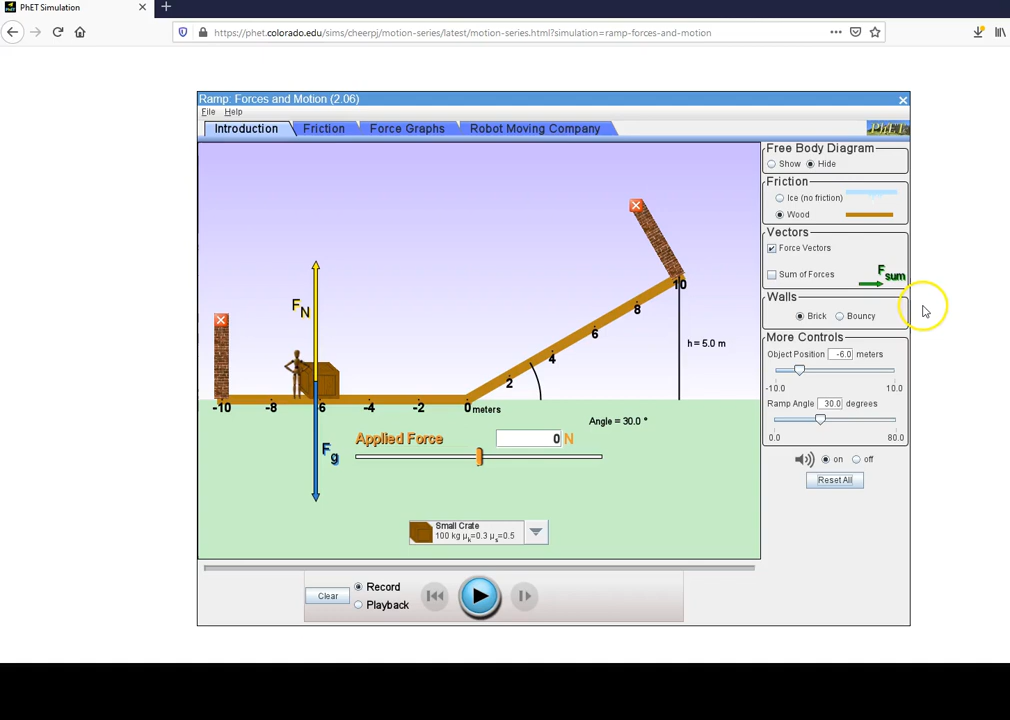 PhET Simulation
https://phet.colorado.edu/sims/cheerpj/motion-series/latest/motion-series.html?simulation=ramp-forces-and-motion
Ramp: Forces and Motion (2.06)
File Help
Introduction Friction Force Graphs Robot Moving Company PhET
Free Body Diagram
Show Hide
Friction
Ice (no friction)
Wood
Vectors
Force Vectors
Sum of Forces Fsum
Walls
Brick Bouncy
More Controls
Object Position -6.0 meters
-10.0 10.0
Ramp Angle 30.0 degrees
0.0 80.0
on off
Reset All
FN
Fg
-10 -8 -6 -4 -2 0 meters 2 4 6 8 10
h = 5.0 m
Angle = 30.0 °
Applied Force 0 N
Small Crate
100 kg μk=0.3 μs=0.5
Clear
Record
Playback